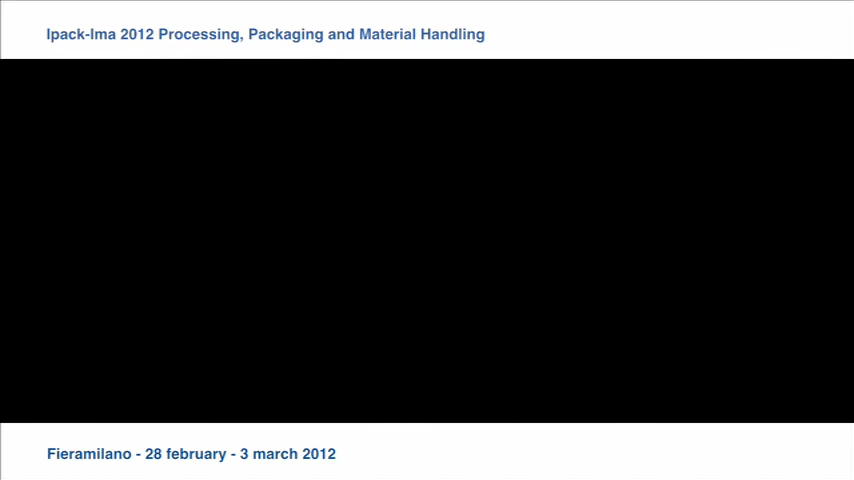 Ipack-Ima 2012 Processing, Packaging and Material Handling
Fieramilano - 28 february - 3 march 2012